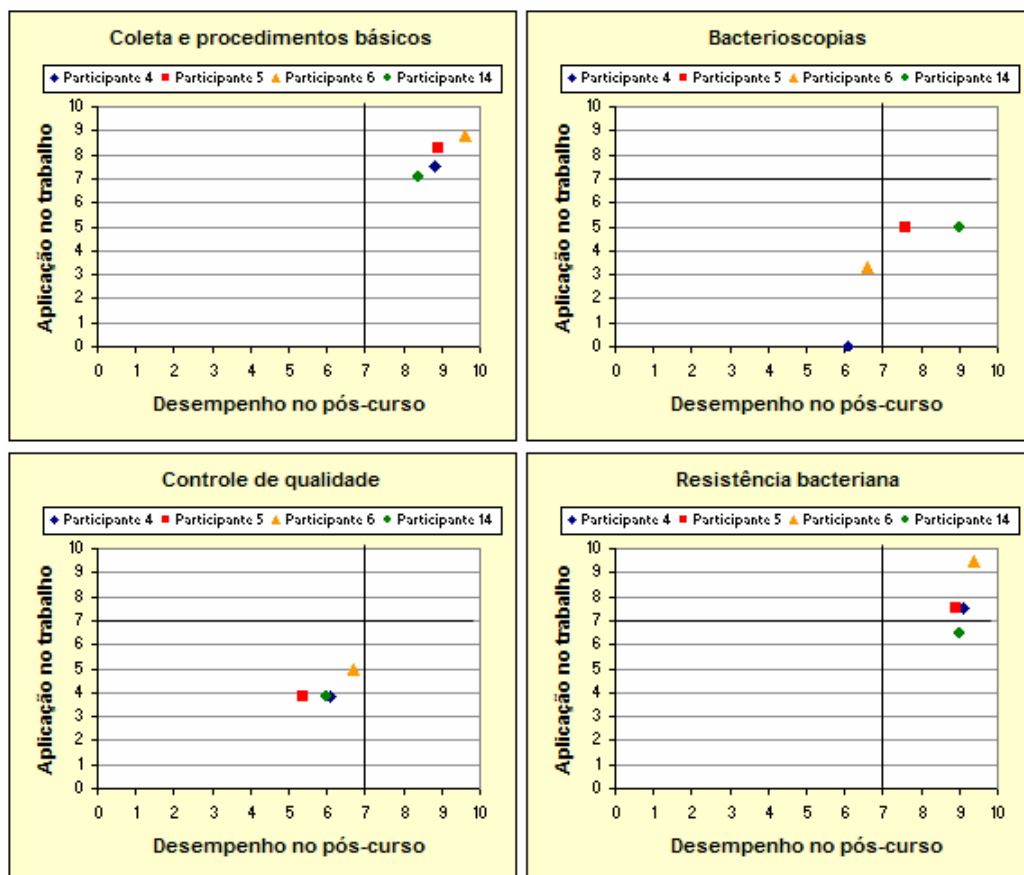 Coleta e procedimentos básicos
Participante 4 Participante 5 Participante 6 Participante 14
Aplicação no trabalho
10
9
8
7
6
5
4
3
2
1
0
0 1 2 3 4 5 6 7 8 9 10
Desempenho no pós-curso
Bacterioscopias
Participante 4 Participante 5 Participante 6 Participante 14
Aplicação no trabalho
10
9
8
7
6
5
4
3
2
1
0
0 1 2 3 4 5 6 7 8 9 10
Desempenho no pós-curso
Controle de qualidade
Participante 4 Participante 5 Participante 6 Participante 14
Aplicação no trabalho
10
9
8
7
6
5
4
3
2
1
0
0 1 2 3 4 5 6 7 8 9 10
Desempenho no pós-curso
Resistência bacteriana
Participante 4 Participante 5 Participante 6 Participante 14
Aplicação no trabalho
10
9
8
7
6
5
4
3
2
1
0
0 1 2 3 4 5 6 7 8 9 10
Desempenho no pós-curso